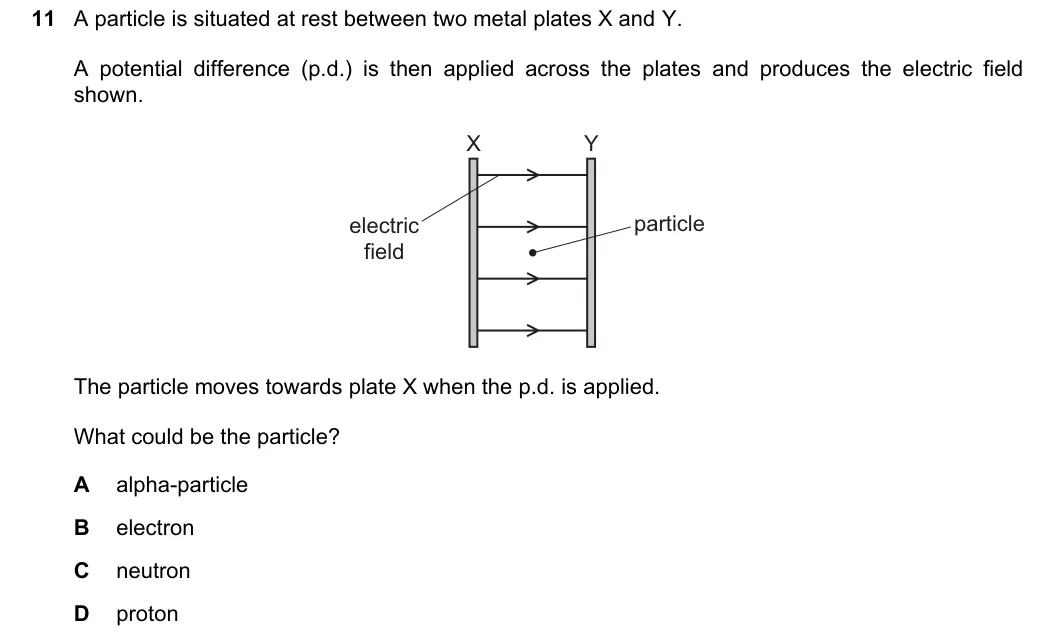 11 A particle is situated at rest between two metal plates X and Y.
A potential difference (p.d.) is then applied across the plates and produces the electric field
shown.
X Y
electric
field
particle
The particle moves towards plate X when the p.d. is applied.
What could be the particle?
A alpha-particle
B electron
C neutron
D proton